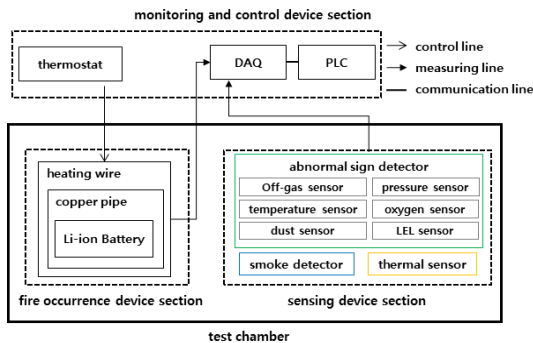 monitoring and control device section
thermostat
DAQ
PLC
control line
measuring line
communication line
heating wire
copper pipe
Li-ion Battery
fire occurrence device section
abnormal sign detector
Off-gas sensor
pressure sensor
temperature sensor
oxygen sensor
dust sensor
LEL sensor
smoke detector
thermal sensor
sensing device section
test chamber